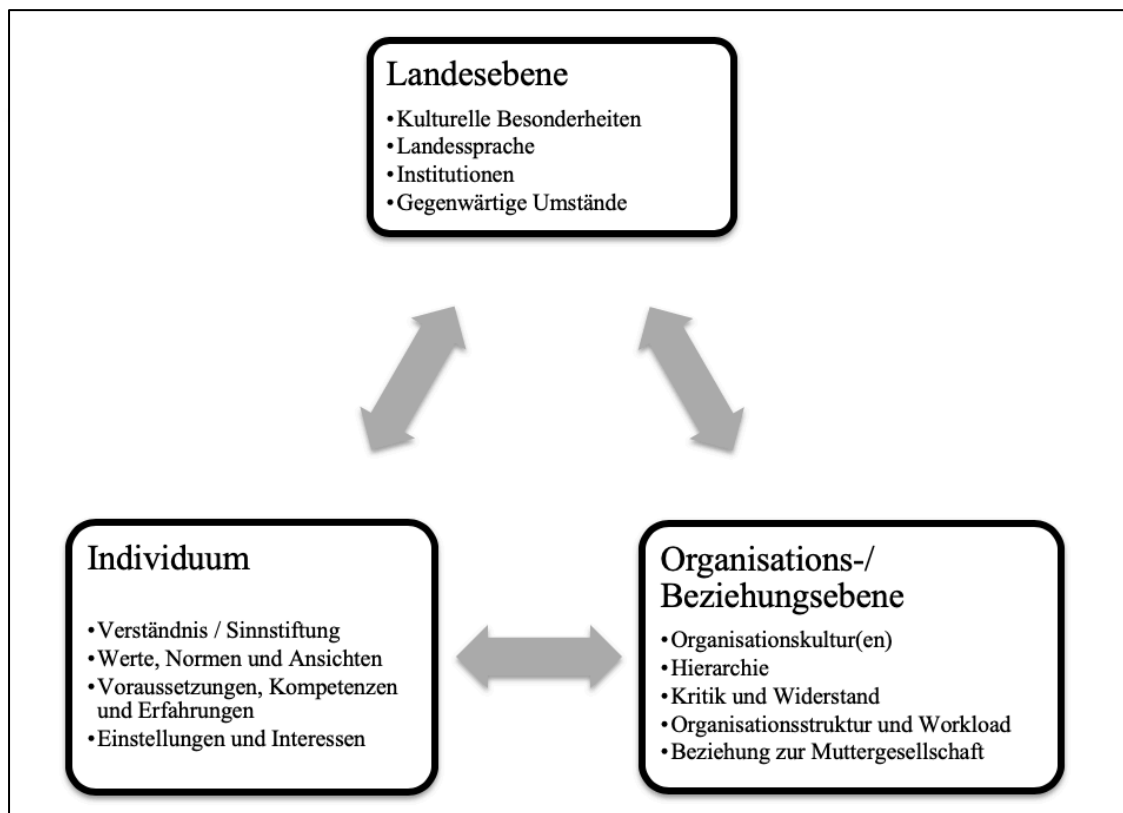 Landesebene
•Kulturelle Besonderheiten
•Landessprache
•Institutionen
•Gegenwärtige Umstände
Individuum
•Verständnis / Sinnstiftung
•Werte, Normen und Ansichten
•Voraussetzungen, Kompetenzen
und Erfahrungen
•Einstellungen und Interessen
Organisations-/
Beziehungsebene
•Organisationskultur(en)
•Hierarchie
•Kritik und Widerstand
•Organisationsstruktur und Workload
•Beziehung zur Muttergesellschaft